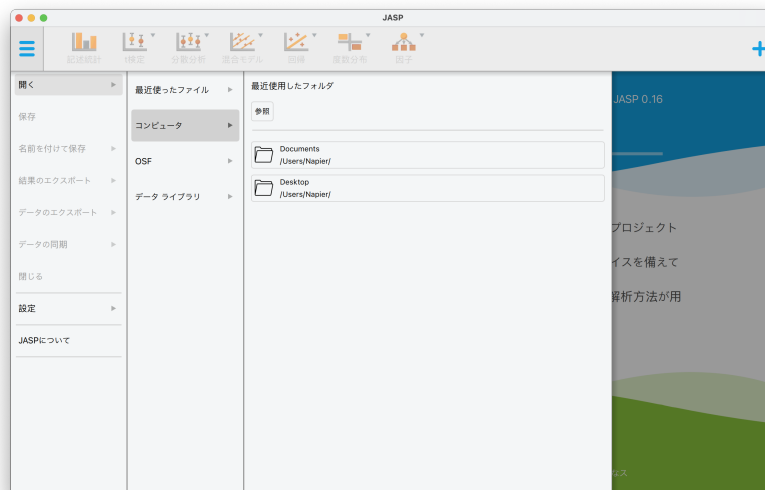 JASP
記述統計
t検定
分散分析
混合モデル
回帰
度数分布
因子
開く
保存
名前を付けて保存
結果のエクスポート
データのエクスポート
データの同期
閉じる
設定
JASPについて
最近使ったファイル
コンピュータ
OSF
データ ライブラリ
最近使用したフォルダ
参照
Documents
/Users/Napier/
Desktop
/Users/Napier/
JASP 0.16
プロジェクト
イスを備えて
解析方法が用
なス